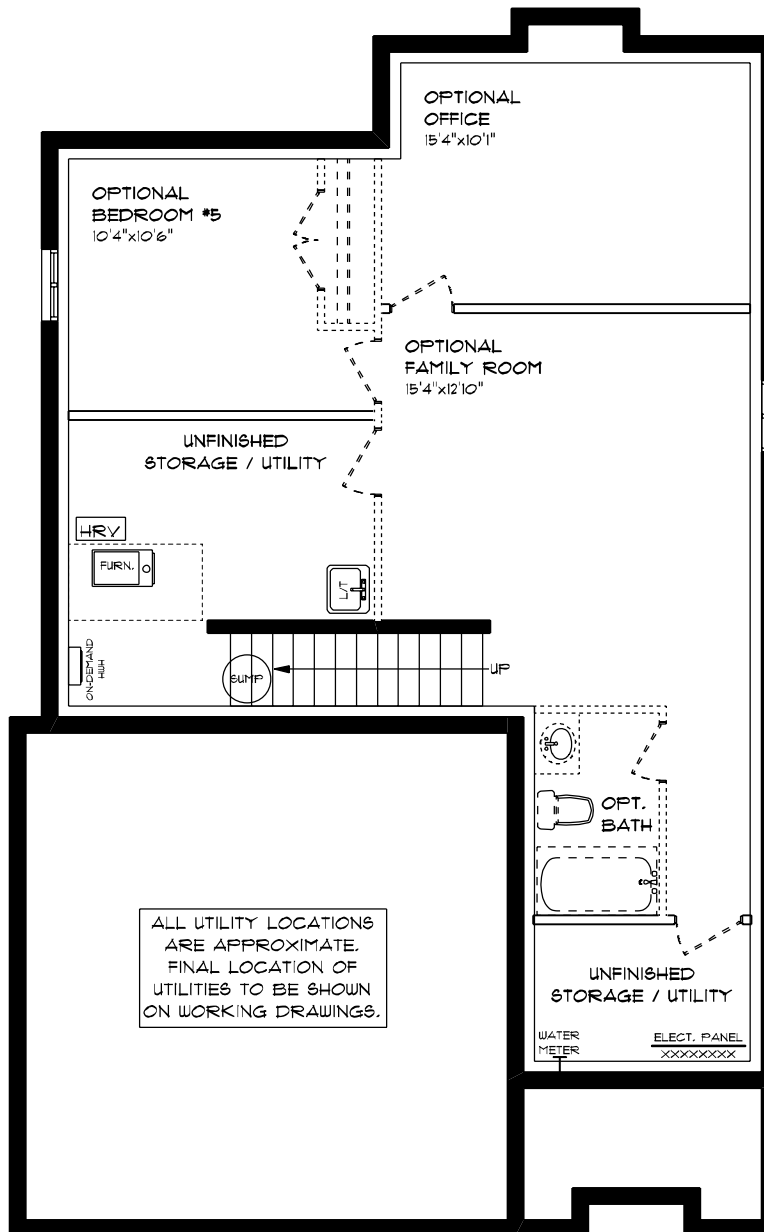 OPTIONAL
OFFICE
15'4"x10'1"
OPTIONAL
BEDROOM #5
10'4"x10'6"
OPTIONAL
FAMILY ROOM
15'4"x12'10"
UNFINISHED
STORAGE / UTILITY
HRV
FURN.
L/T
ON-DEMAND
HWH
SUMP
UP
OPT.
BATH
ALL UTILITY LOCATIONS
ARE APPROXIMATE.
FINAL LOCATION OF
UTILITIES TO BE SHOWN
ON WORKING DRAWINGS.
UNFINISHED
STORAGE / UTILITY
WATER
METER
ELECT. PANEL
XXXXXXXX